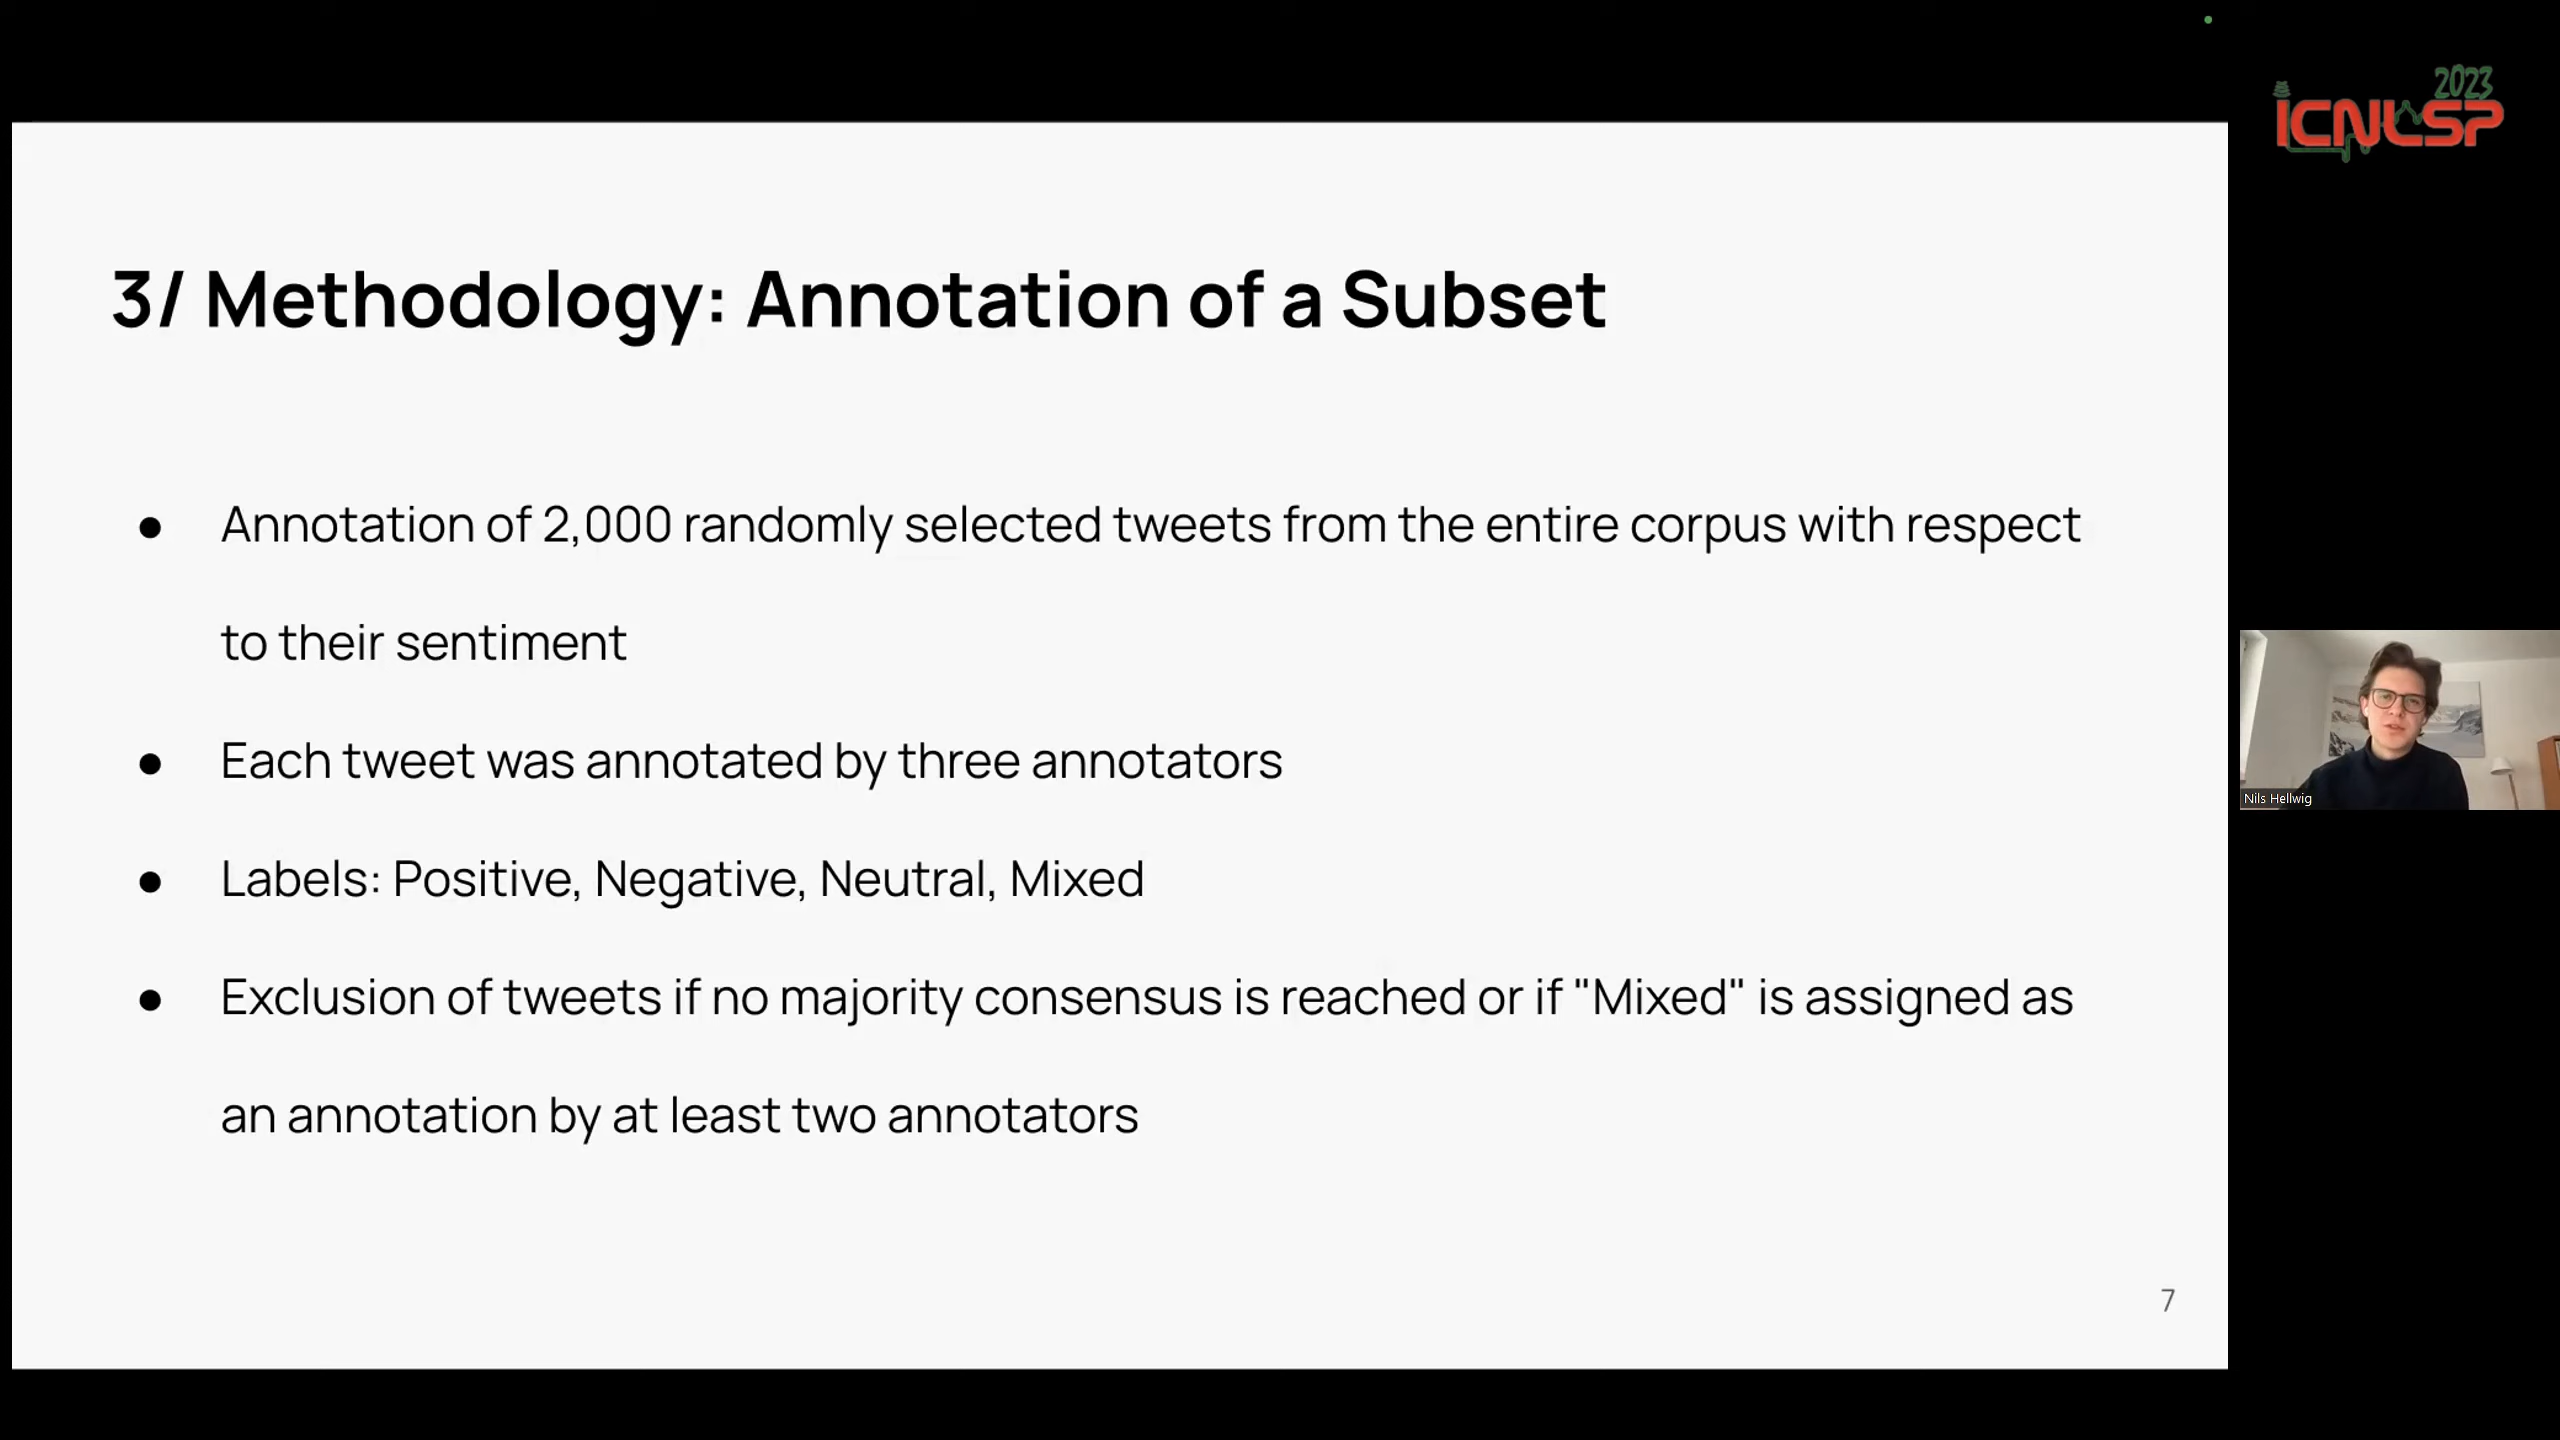 2023
ICNLSP
3/ Methodology: Annotation of a Subset
● Annotation of 2,000 randomly selected tweets from the entire corpus with respect
to their sentiment
● Each tweet was annotated by three annotators
● Labels: Positive, Negative, Neutral, Mixed
● Exclusion of tweets if no majority consensus is reached or if "Mixed" is assigned as
an annotation by at least two annotators
7
Nils Hellwig